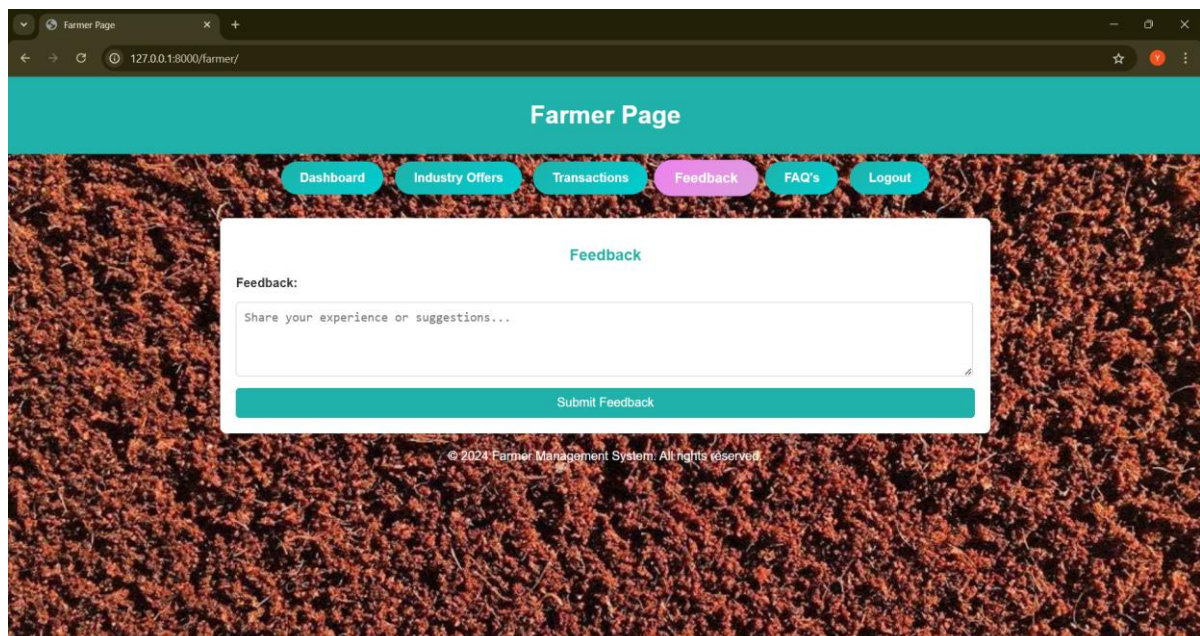 Farmer Page
127.0.0.1:8000/farmer/
Y
Farmer Page
Dashboard Industry Offers Transactions Feedback FAQ's Logout
Feedback
Feedback:
Share your experience or suggestions...
Submit Feedback
© 2024 Farmer Management System. All rights reserved.